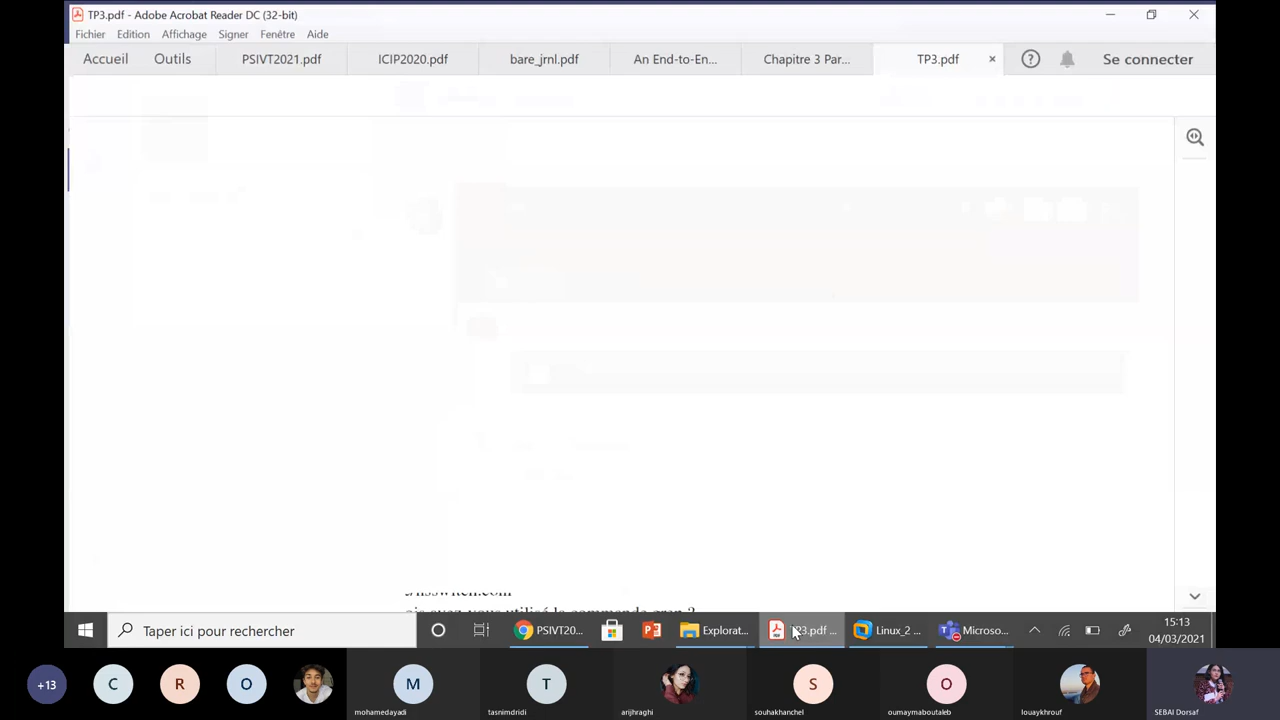 TP3.pdf - Adobe Acrobat Reader DC (32-bit)
Fichier Edition Affichage Signer Fenêtre Aide
Accueil Outils PSIVT2021.pdf ICIP2020.pdf bare_jrnl.pdf An End-to-En... Chapitre 3 Par... TP3.pdf × ? Se connecter
Taper ici pour rechercher PSIVT20... Explorat... Linux_2 ... Microso... 15:13
04/03/2021
+13 C R O M T S O
mohamedayadi tasnimdridi arijhraghi souhakhanchel oumaymaboutaleb louaykhrouf SEBAI Dorsaf